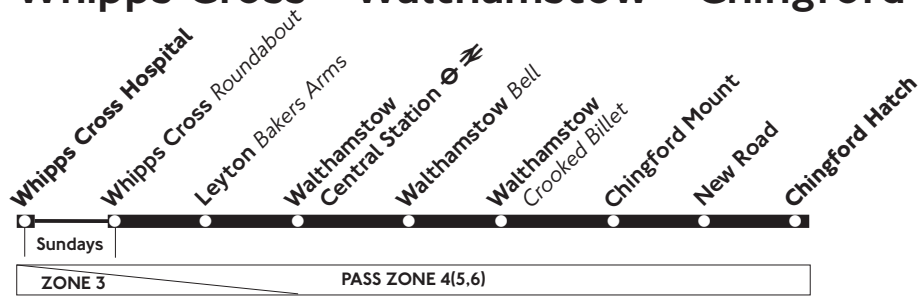 Whipps Cross - Walthamstow - Chingford
Whipps Cross Hospital
Whipps Cross Roundabout
Leyton Bakers Arms
Walthamstow
Central Station
Walthamstow Bell
Walthamstow
Crooked Billet
Chingford Mount
New Road
Chingford Hatch
Sundays
ZONE 3
PASS ZONE 4(5,6)